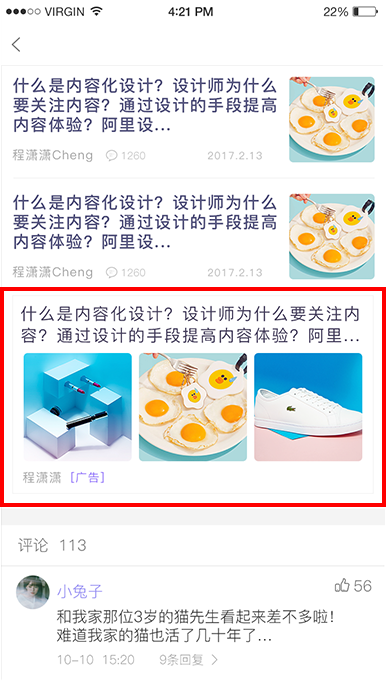 VIRGIN 4:21 PM 22%
什么是内容化设计？设计师为什么
要关注内容？通过设计的手段提高
内容体验？阿里设...
程潇潇Cheng 1260 2017.2.13
什么是内容化设计？设计师为什么
要关注内容？通过设计的手段提高
内容体验？阿里设...
程潇潇Cheng 1260 2017.2.13
什么是内容化设计？设计师为什么要关注内
容？通过设计的手段提高内容体验？阿里...
程潇潇 [广告]
评论 113
小兔子 56
和我家那位3岁的猫先生看起来差不多啦！
难道我家的猫也活了几十年了...
10-10 15:20 9条回复